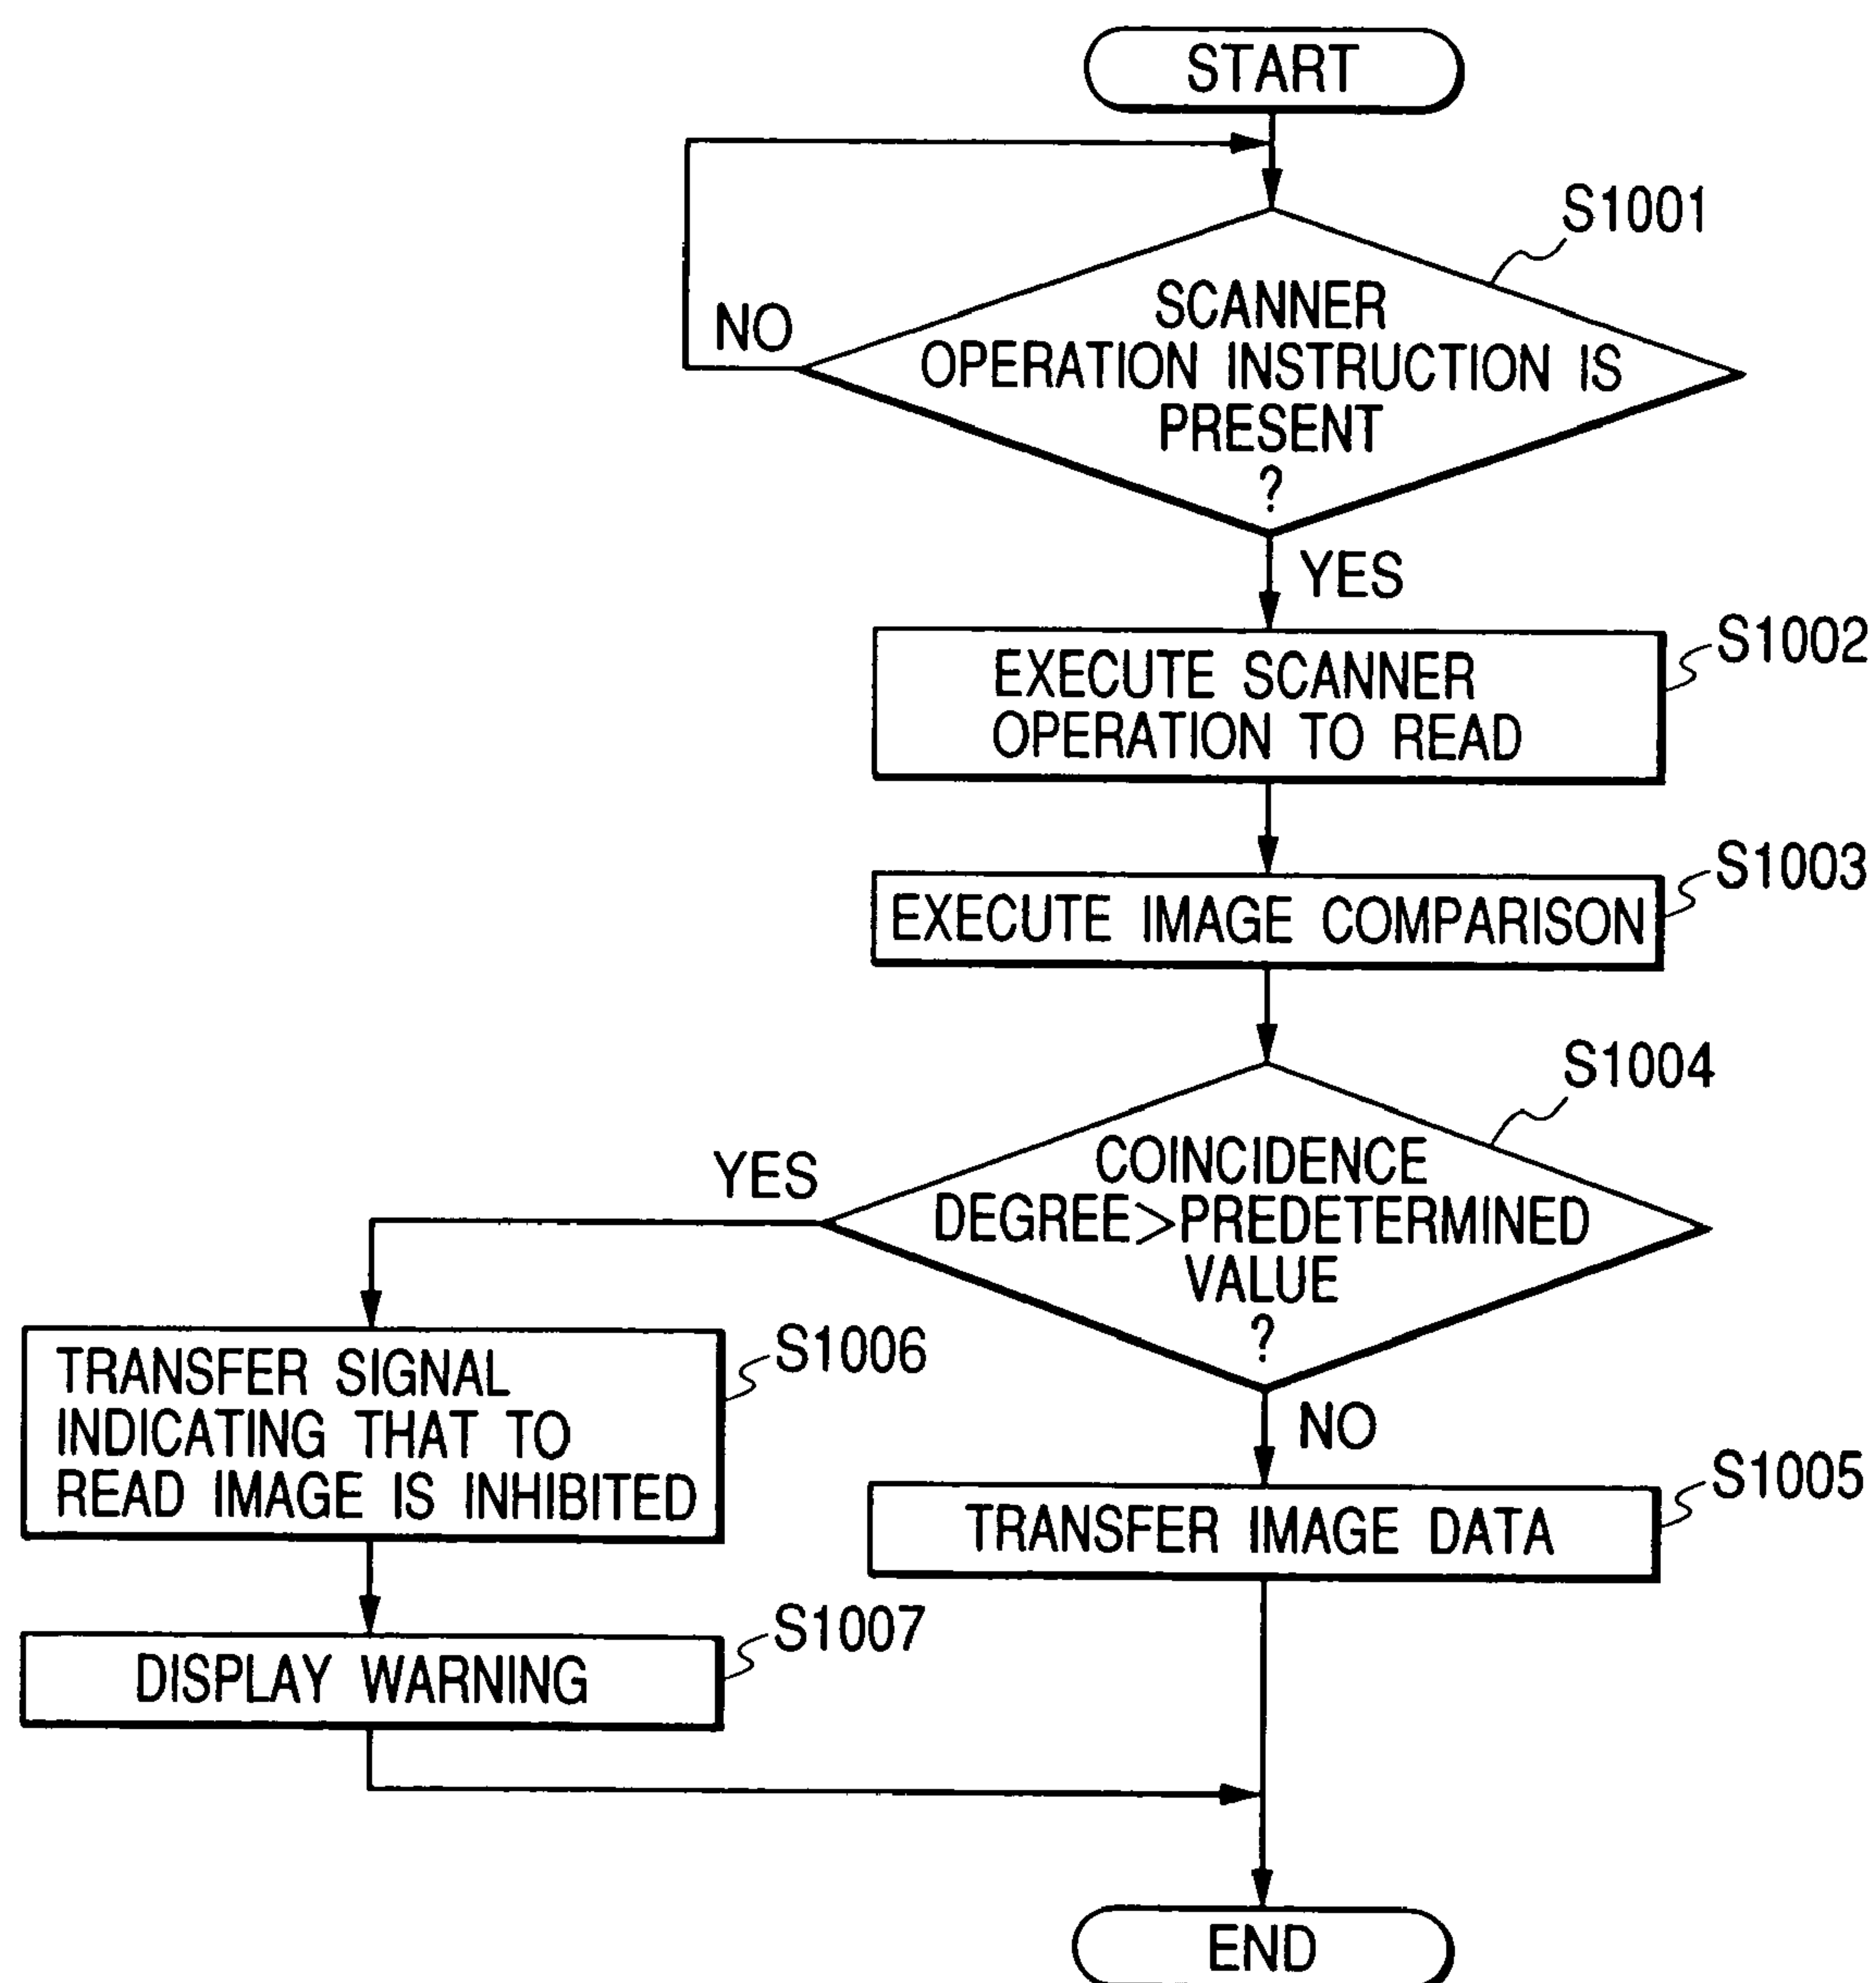 START
S1001
SCANNER
OPERATION INSTRUCTION IS
PRESENT
?
NO
YES
S1002
EXECUTE SCANNER
OPERATION TO READ
S1003
EXECUTE IMAGE COMPARISON
S1004
COINCIDENCE
DEGREE>PREDETERMINED
VALUE
?
YES
NO
S1006
TRANSFER SIGNAL
INDICATING THAT TO
READ IMAGE IS INHIBITED
S1005
TRANSFER IMAGE DATA
S1007
DISPLAY WARNING
END